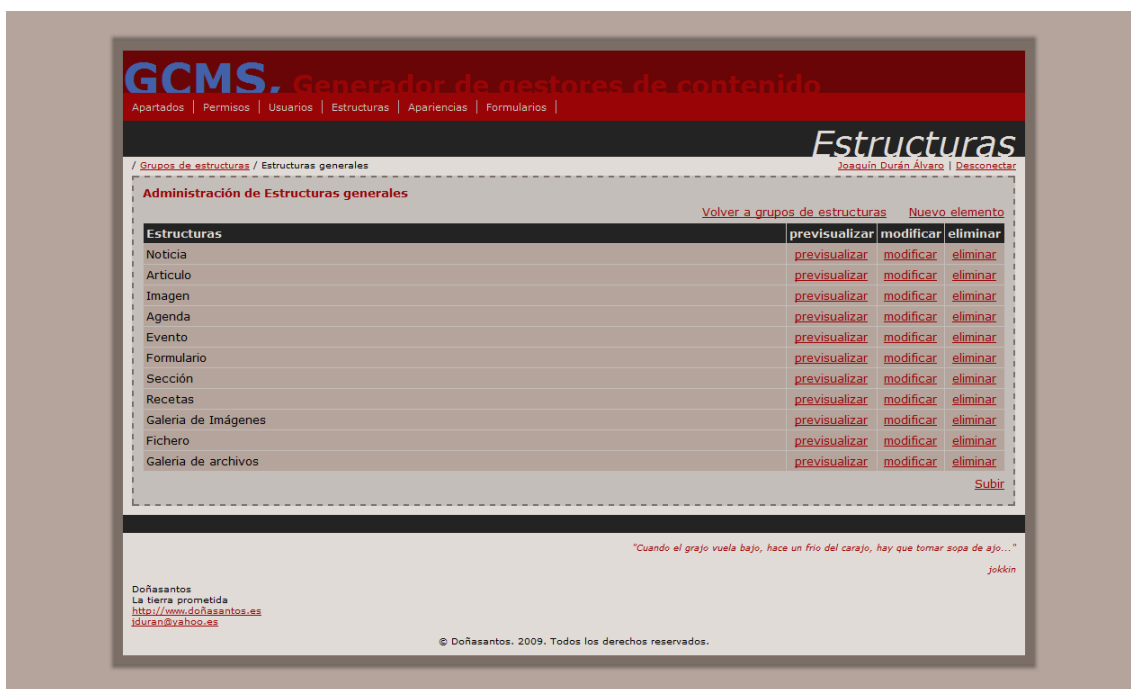 GCMS, Generador de gestores de contenido
Apartados | Permisos | Usuarios | Estructuras | Apariencias | Formularios |
Estructuras
/ Grupos de estructuras / Estructuras generales
Joaquín Durán Álvaro | Desconectar
Administración de Estructuras generales
Volver a grupos de estructuras Nuevo elemento
Estructuras previsualizar modificar eliminar
Noticia previsualizar modificar eliminar
Articulo previsualizar modificar eliminar
Imagen previsualizar modificar eliminar
Agenda previsualizar modificar eliminar
Evento previsualizar modificar eliminar
Formulario previsualizar modificar eliminar
Sección previsualizar modificar eliminar
Recetas previsualizar modificar eliminar
Galeria de Imágenes previsualizar modificar eliminar
Fichero previsualizar modificar eliminar
Galeria de archivos previsualizar modificar eliminar
Subir
"Cuando el grajo vuela bajo, hace un frio del carajo, hay que tomar sopa de ajo..."
jokkin
Doñasantos
La tierra prometida
http://www.doñasantos.es
jduran@yahoo.es
© Doñasantos. 2009. Todos los derechos reservados.